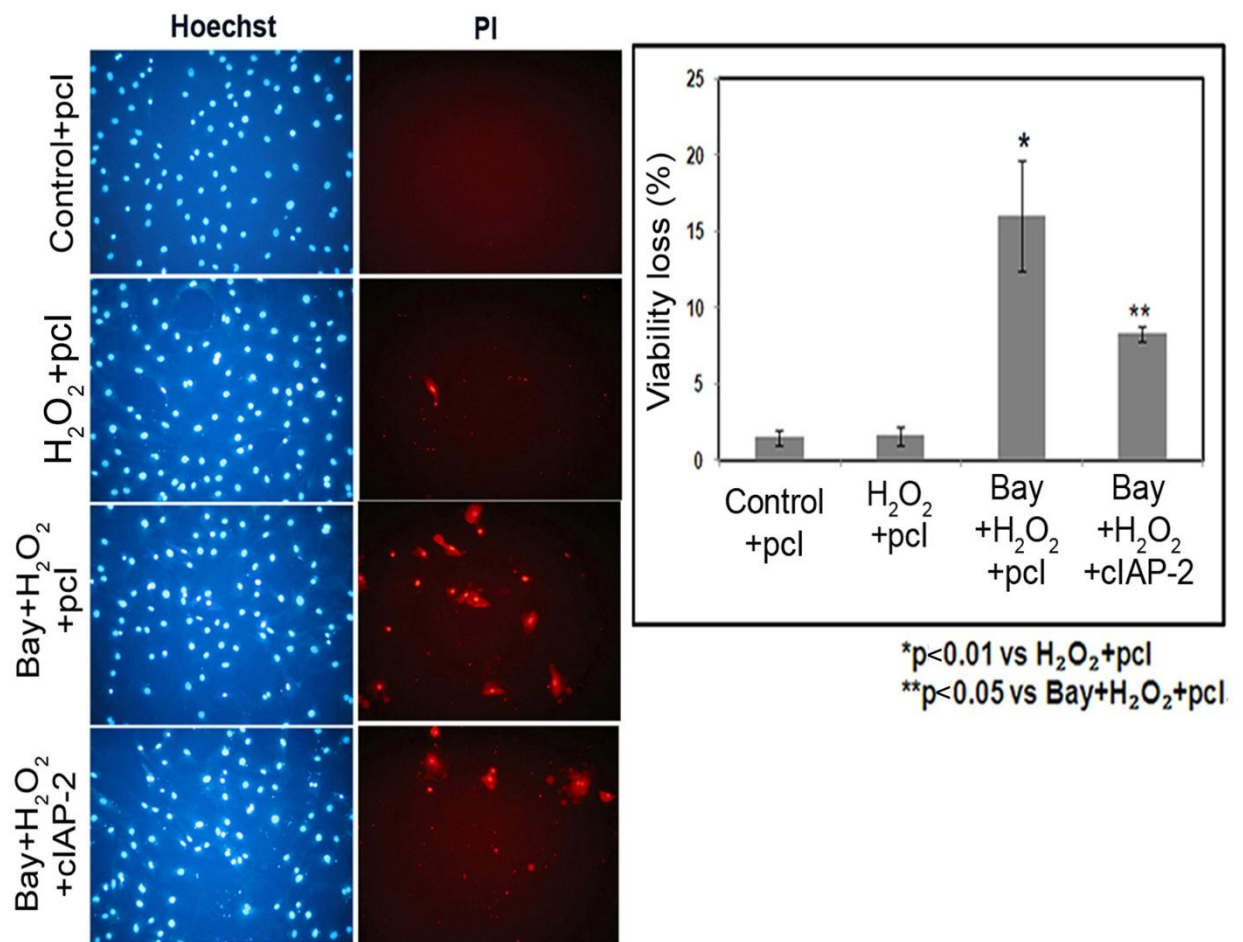 Hoechst
PI
Control+pcl
H₂O₂+pcl
Bay+H₂O₂
+pcl
Bay+H₂O₂
+cIAP-2
Viability loss (%)
25
20
15
10
5
0
*
**
Control
+pcl
H₂O₂
+pcl
Bay
+H₂O₂
+pcl
Bay
+H₂O₂
+cIAP-2
*p<0.01 vs H₂O₂+pcl
**p<0.05 vs Bay+H₂O₂+pcl